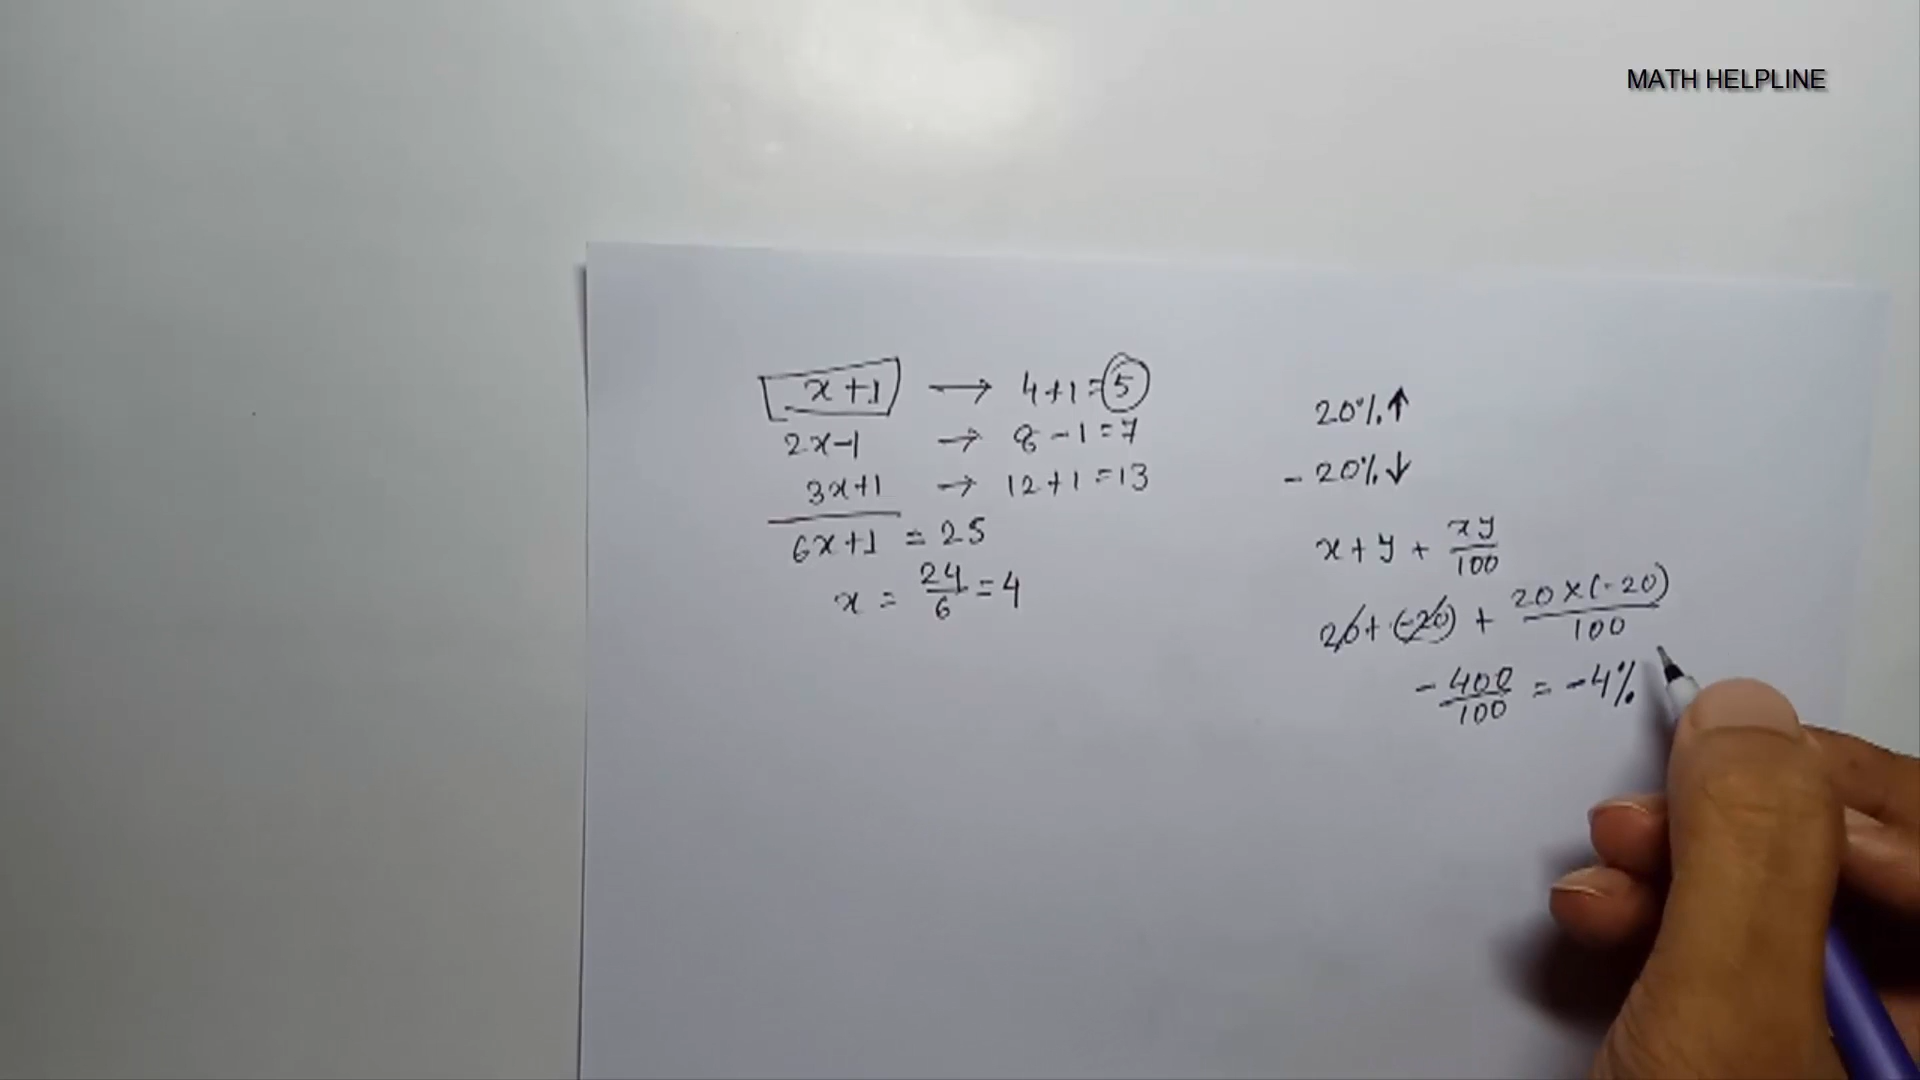 MATH HELPLINE
x+1 → 4+1=5
2x-1 → 8-1=7
3x+1 → 12+1=13
6x+1 = 25
x = 24/6 = 4
20% ↑
- 20% ↓
x+y + xy/100
20+(-20) + 20×(-20)/100
-400/100 = -4%